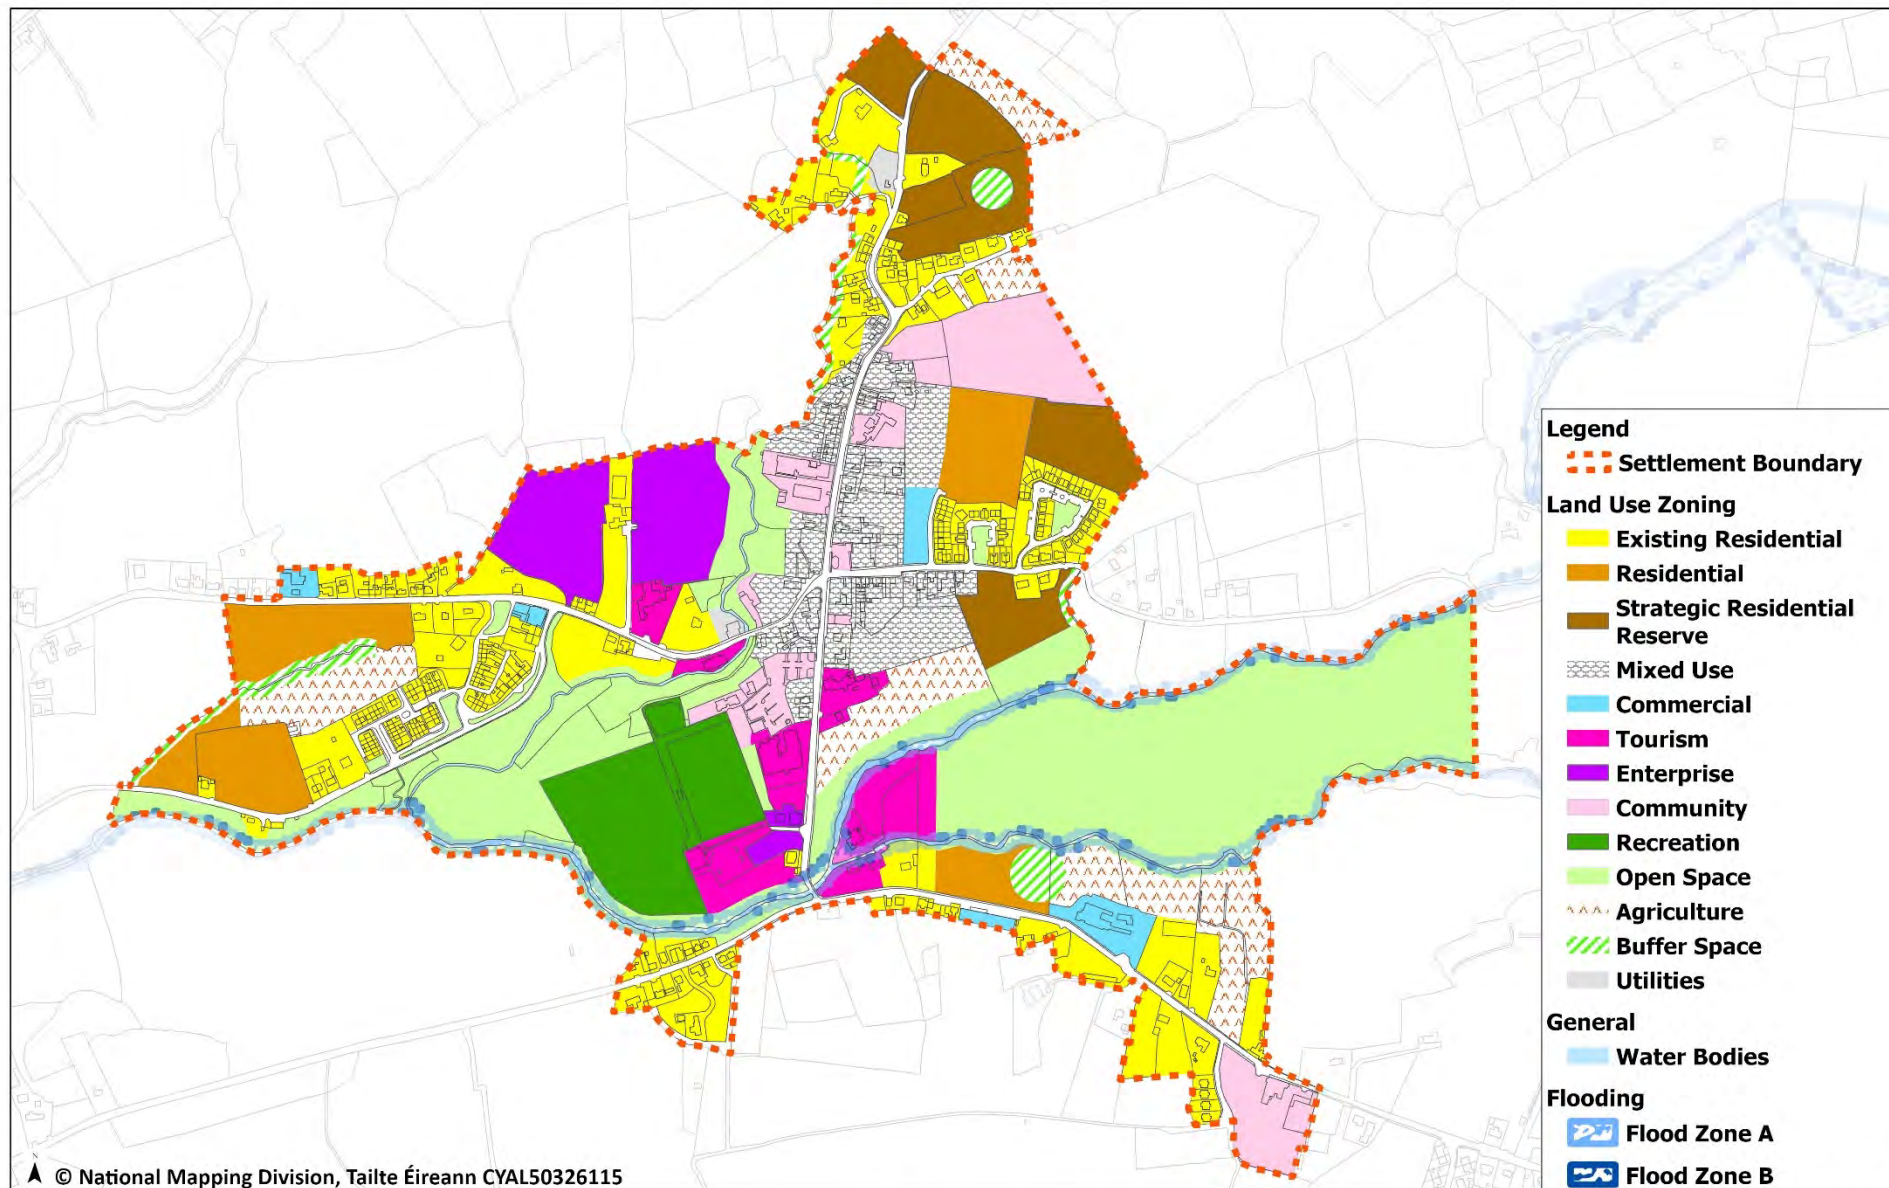 Legend
Settlement Boundary
Land Use Zoning
Existing Residential
Residential
Strategic Residential
Reserve
Mixed Use
Commercial
Tourism
Enterprise
Community
Recreation
Open Space
Agriculture
Buffer Space
Utilities
General
Water Bodies
Flooding
Flood Zone A
Flood Zone B
N
© National Mapping Division, Tailte Éireann CYAL50326115